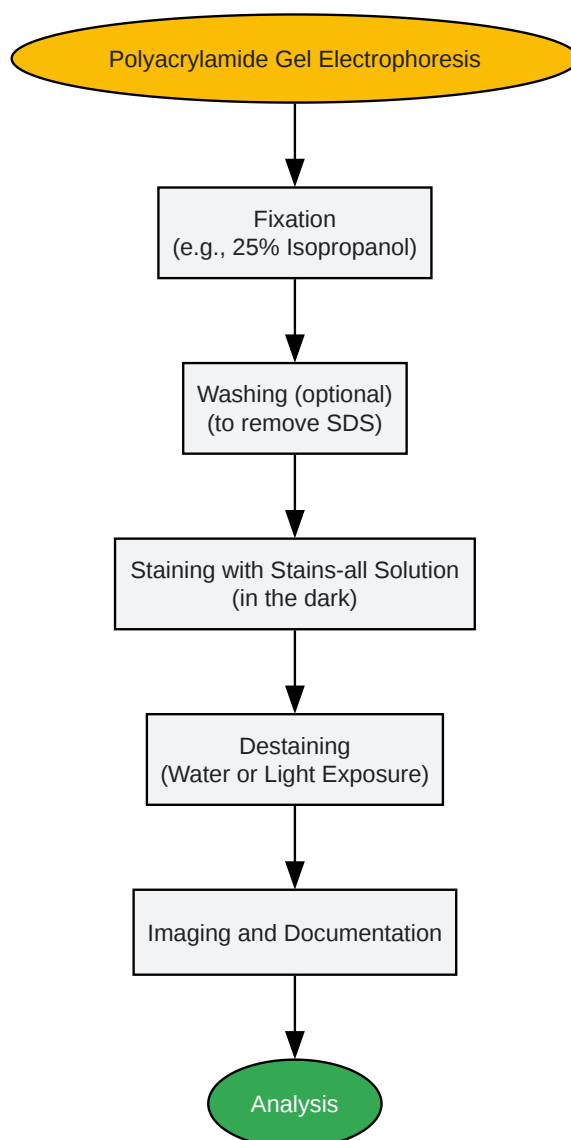 Polyacrylamide Gel Electrophoresis
Fixation
(e.g., 25% Isopropanol)
Washing (optional)
(to remove SDS)
Staining with Stains-all Solution
(in the dark)
Destaining
(Water or Light Exposure)
Imaging and Documentation
Analysis